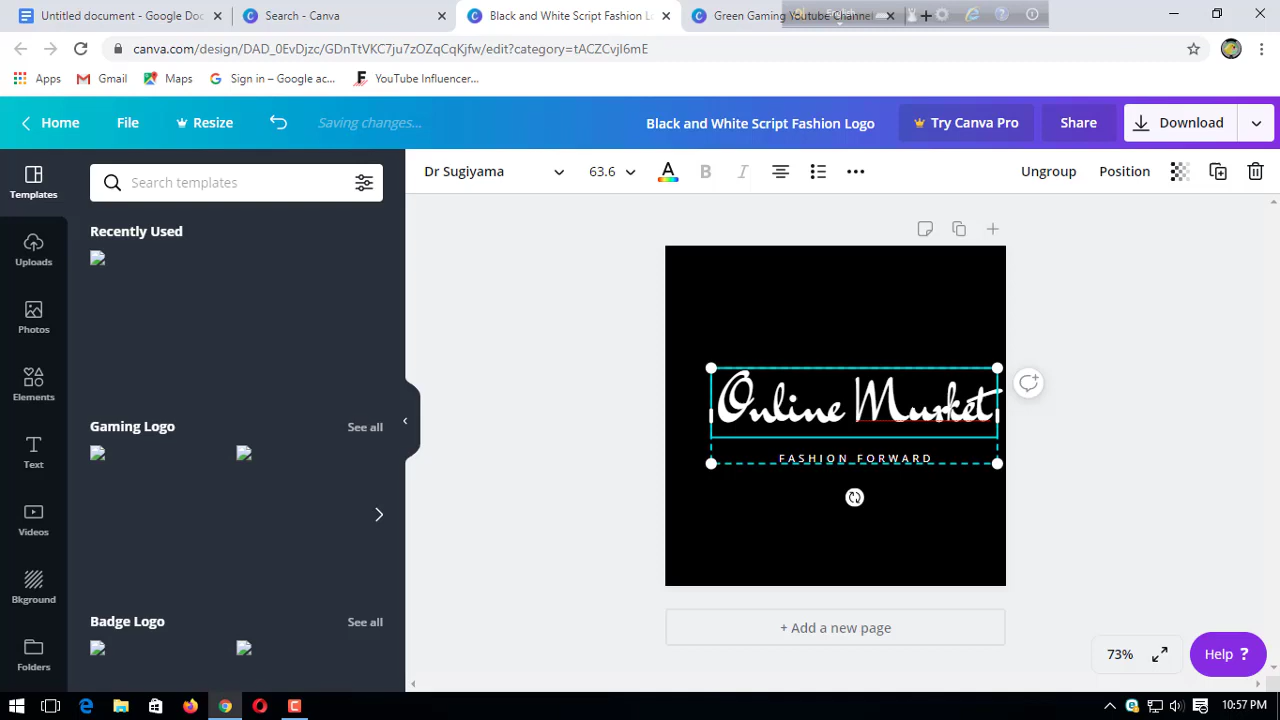 Untitled document - Google Doc
Search - Canva
Black and White Script Fashion L
Green Gaming Youtube Channel
English
canva.com/design/DAD_0EvDjzc/GDnTtVKC7ju7zOZqCqKjfw/edit?category=tACZCvjI6mE
Apps
Gmail
Maps
Sign in – Google ac...
YouTube Influencer...
Home
File
Resize
Saving changes...
Black and White Script Fashion Logo
Try Canva Pro
Share
Download
Templates
Search templates
Dr Sugiyama
63.6
A
B
I
Ungroup
Position
Recently Used
Uploads
Photos
Elements
Online Murket
FASHION FORWARD
Gaming Logo
See all
Text
Videos
Bkground
Badge Logo
See all
+ Add a new page
Folders
73%
Help ?
10:57 PM